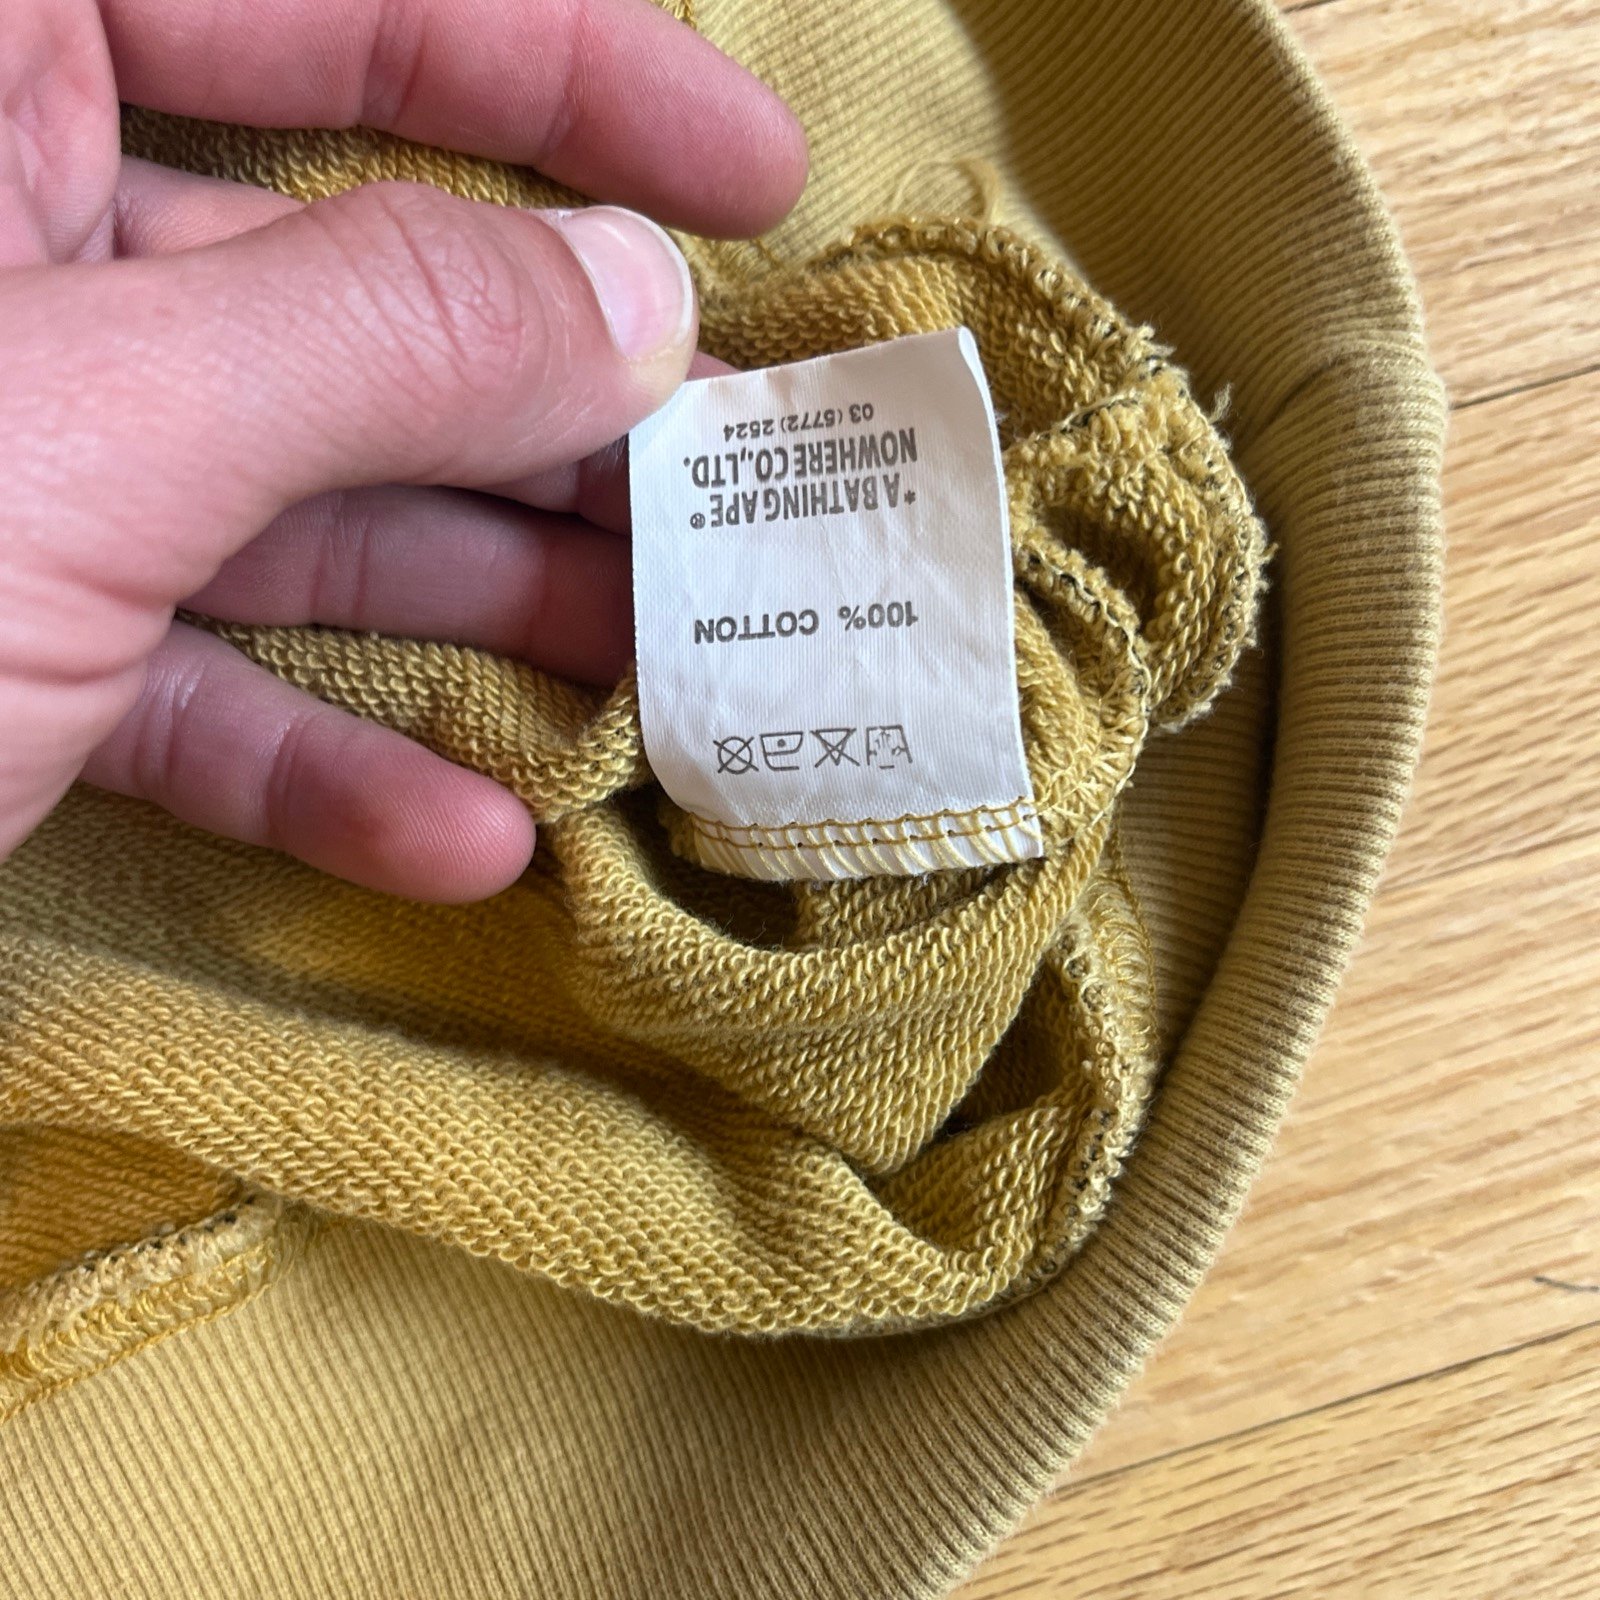 100% COTTON
*A BATHING APE®
NOWHERE CO.,LTD.
03 (5772) 2524